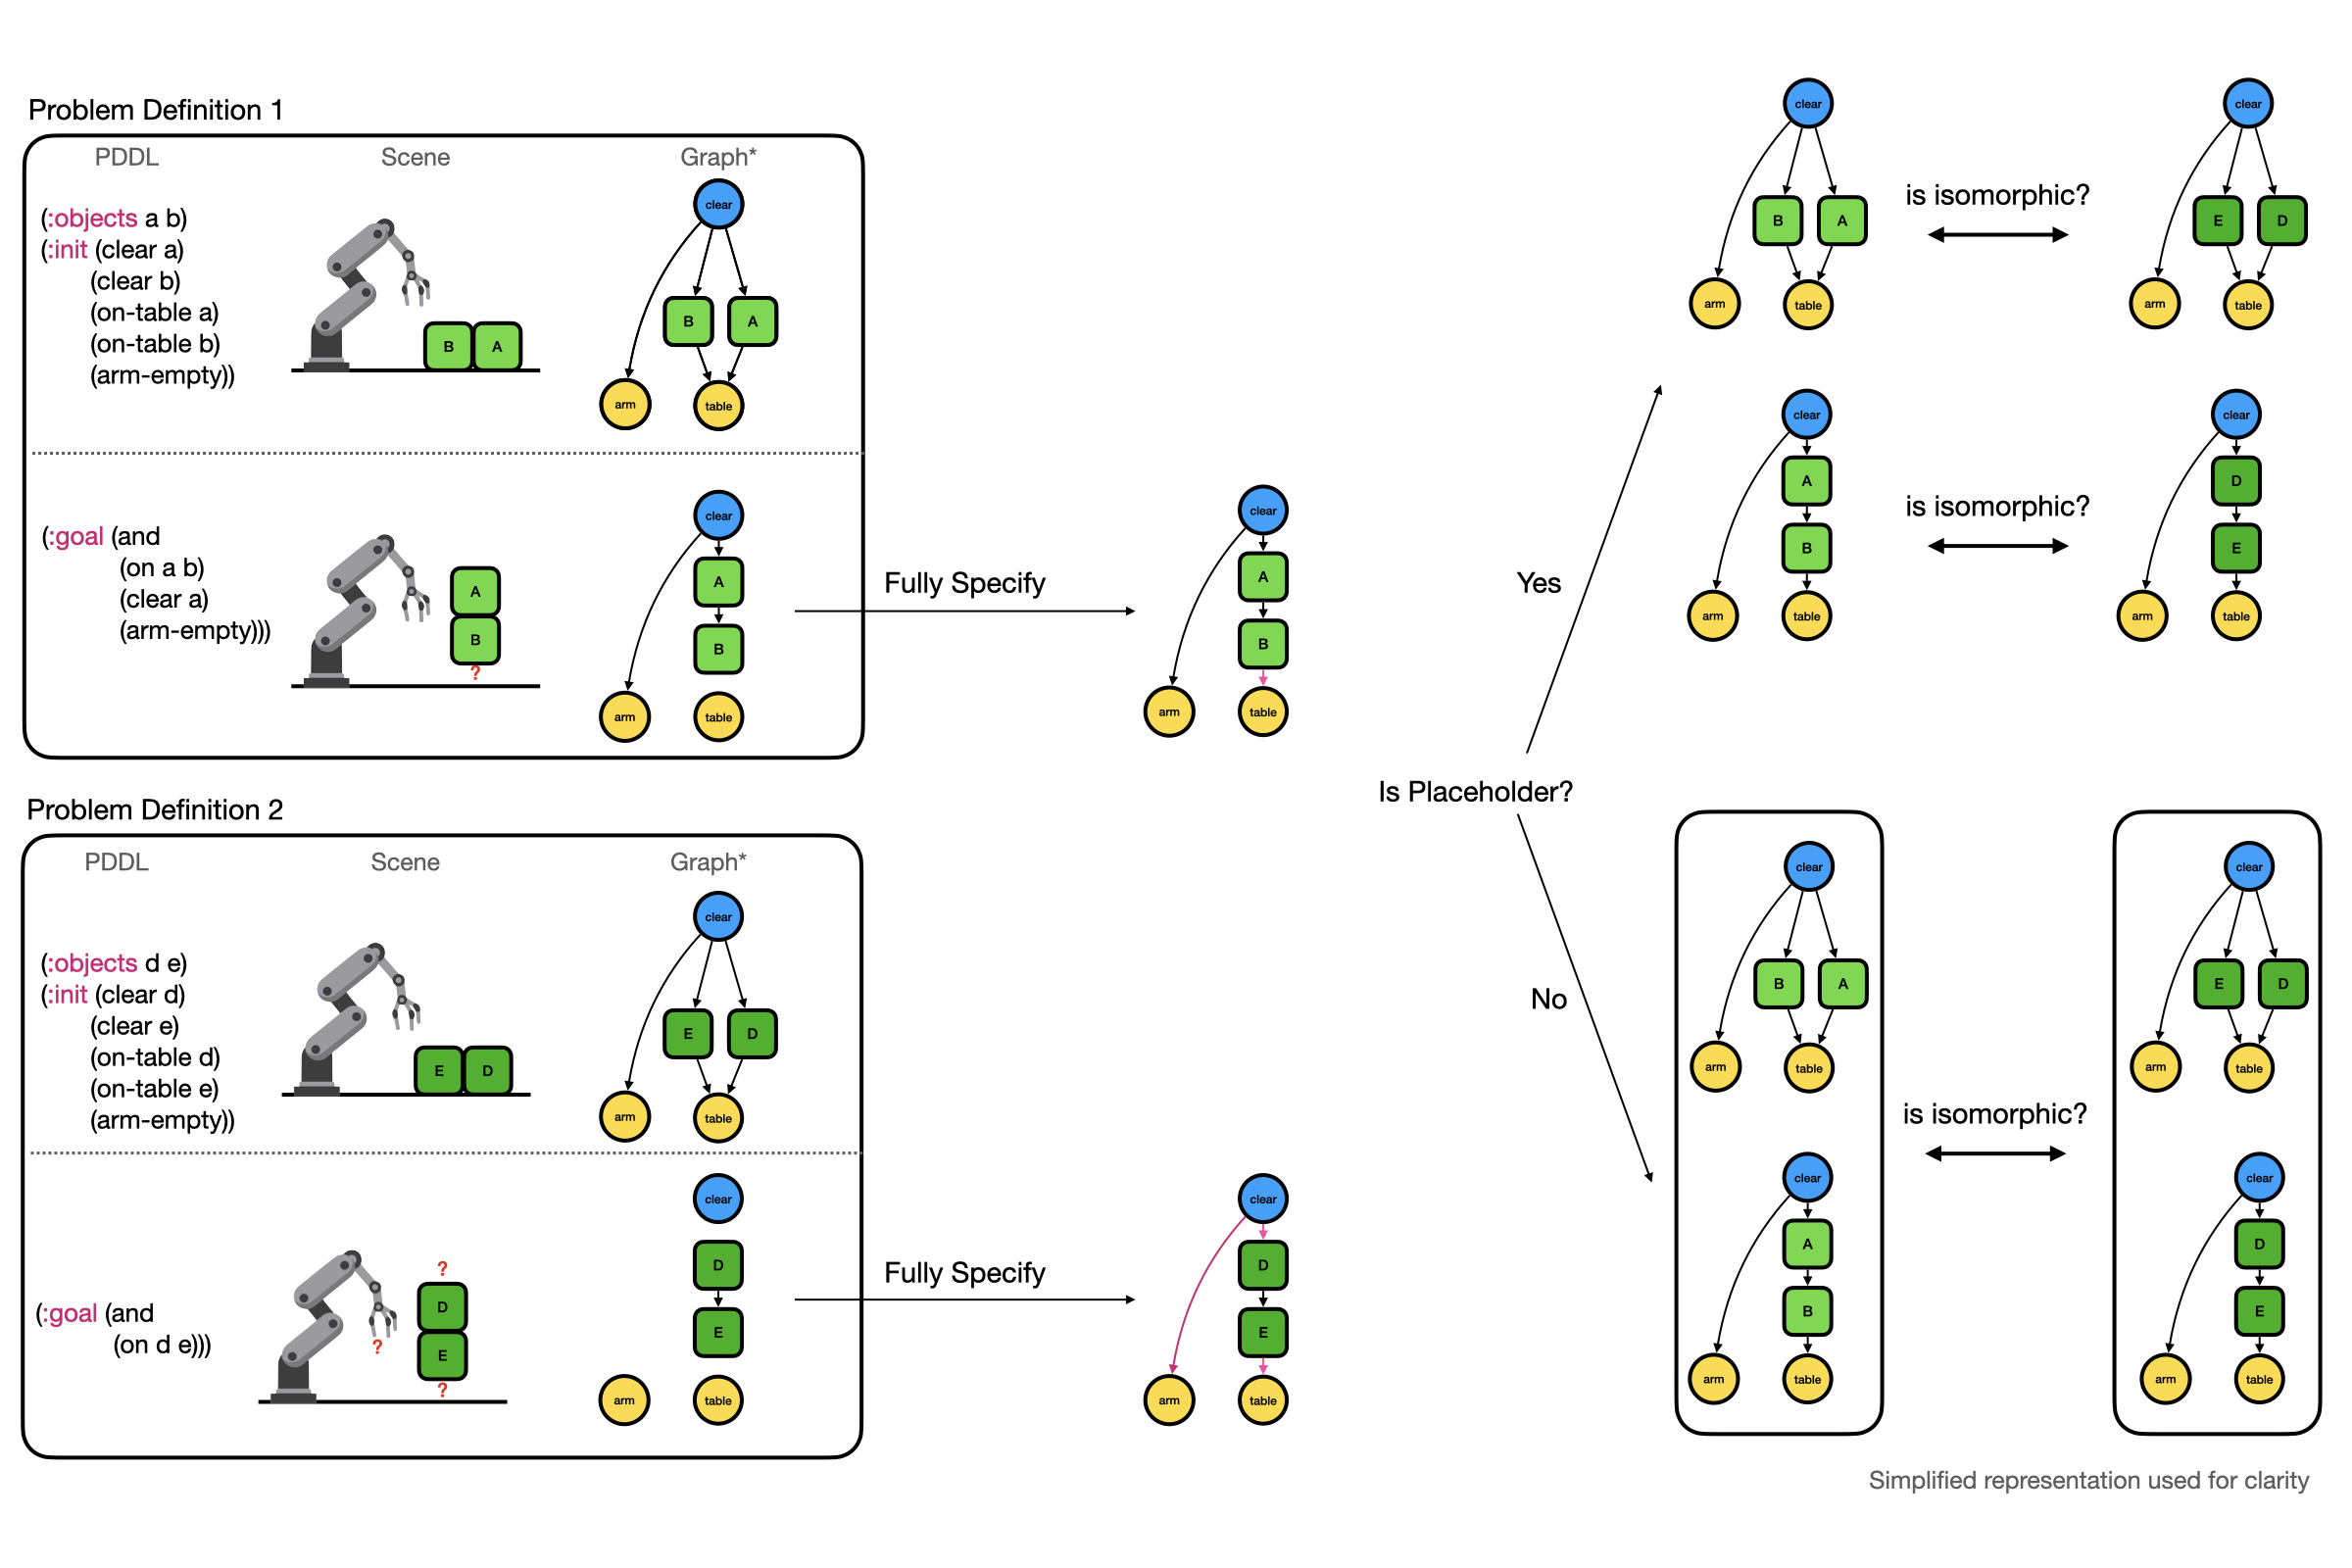 Problem Definition 1
PDDL
Scene
Graph*
(:objects a b)
(:init (clear a)
(clear b)
(on-table a)
(on-table b)
(arm-empty))
B A
clear
B A
arm table
(:goal (and
(on a b)
(clear a)
(arm-empty)))
A
B
?
clear
A
B
arm table
Fully Specify
clear
A
B
arm table
Problem Definition 2
PDDL
Scene
Graph*
(:objects d e)
(:init (clear d)
(clear e)
(on-table d)
(on-table e)
(arm-empty))
E D
clear
E D
arm table
(:goal (and
(on d e)))
?
D
?
E
?
clear
D
E
arm table
Fully Specify
clear
D
E
arm table
Is Placeholder?
Yes
clear
B A
arm table
is isomorphic?
clear
E D
arm table
clear
A
B
arm table
is isomorphic?
clear
D
E
arm table
No
clear
B A
arm table
clear
A
B
arm table
is isomorphic?
clear
E D
arm table
clear
D
E
arm table
Simplified representation used for clarity